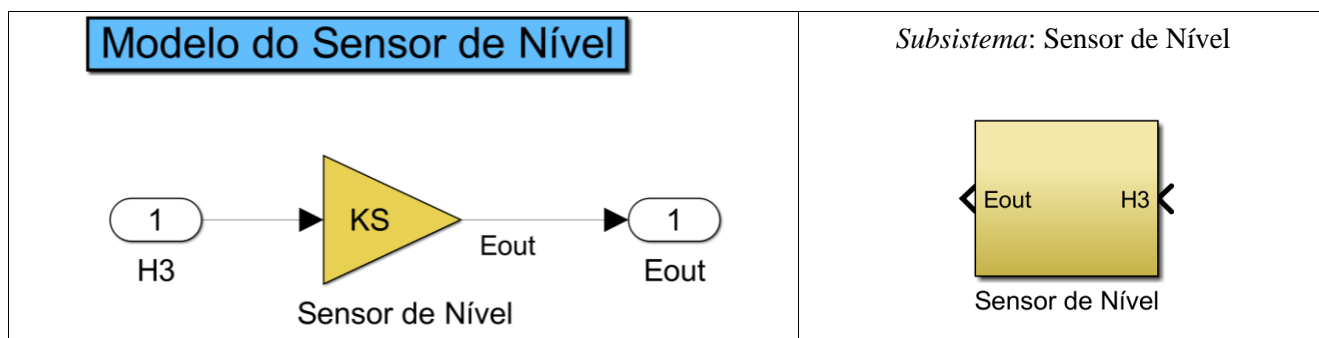 Modelo do Sensor de Nível
1
H3
KS
Sensor de Nível
Eout
1
Eout
Subsistema: Sensor de Nível
Eout
H3
Sensor de Nível